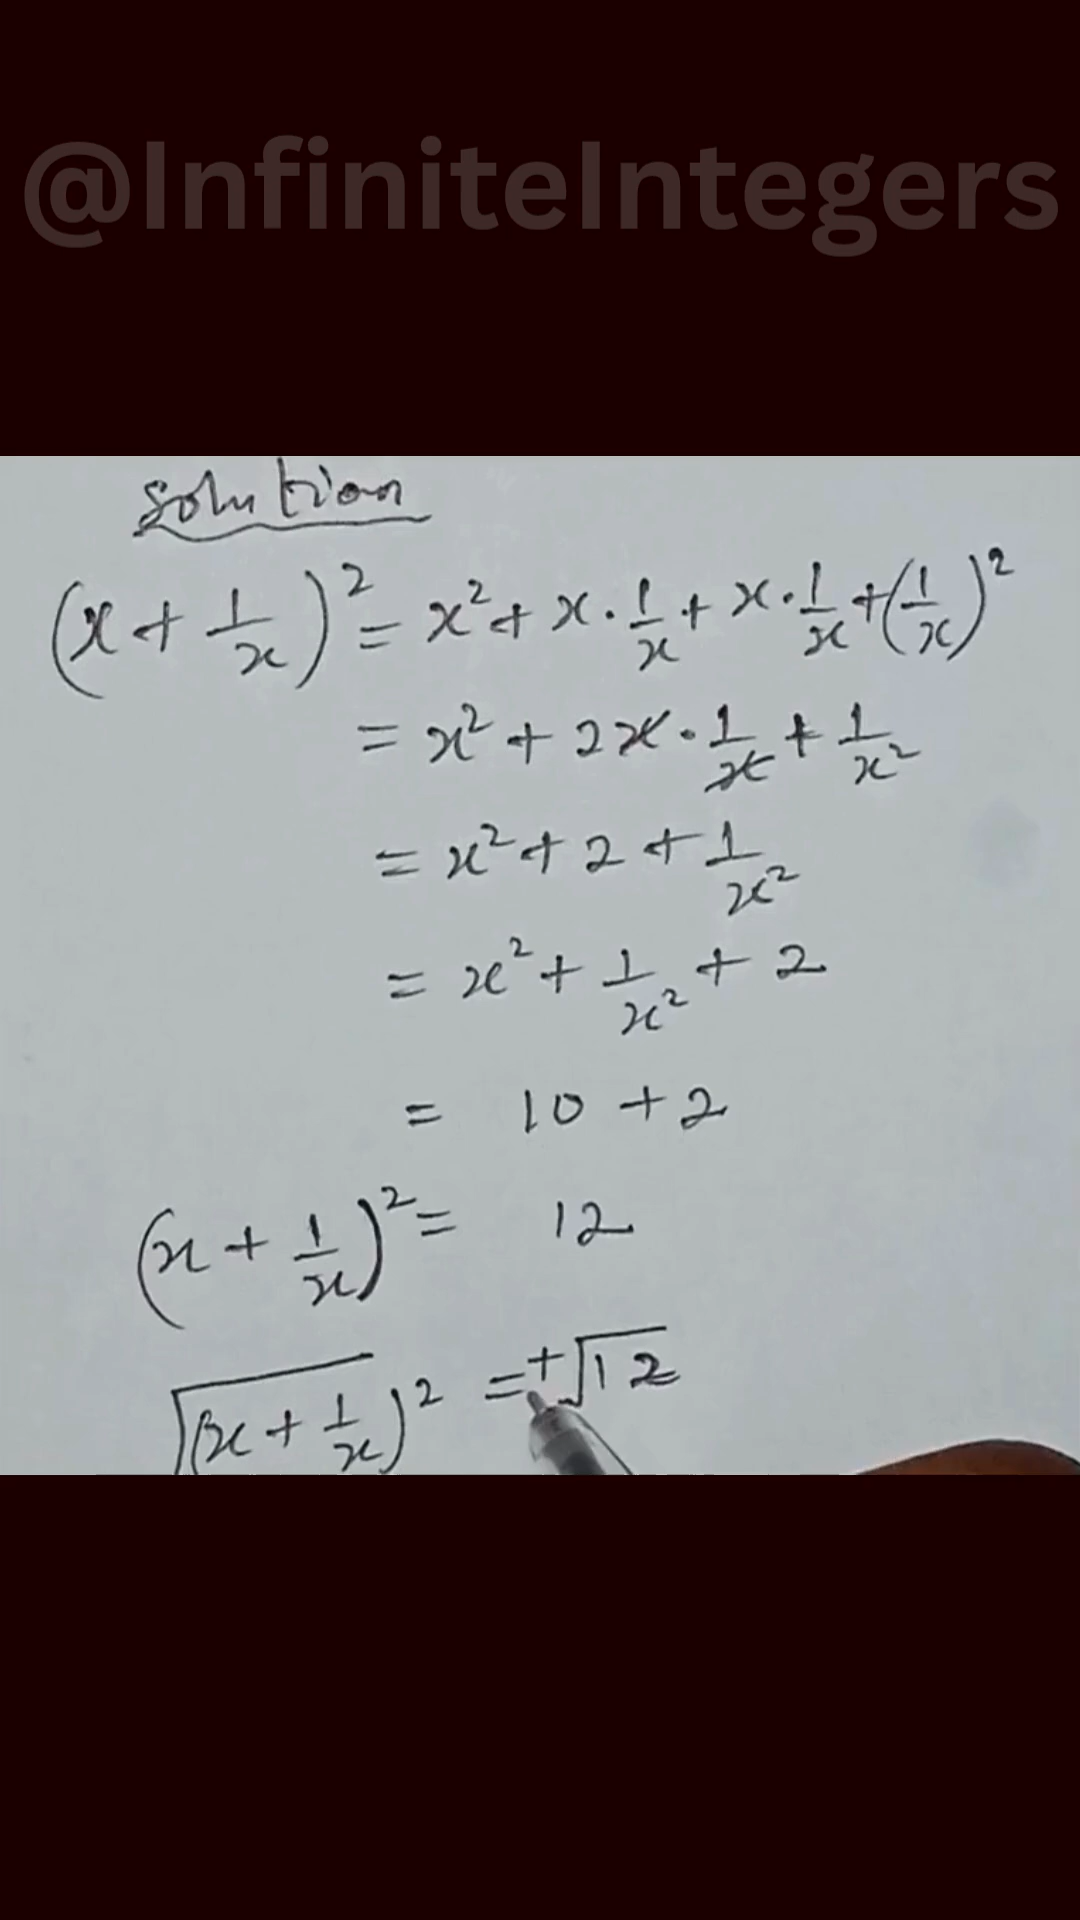 @InfiniteIntegers
Solution
(x + 1/x)² = x² + x · 1/x + x · 1/x + (1/x)²
= x² + 2x · 1/x + 1/x²
= x² + 2 + 1/x²
= x² + 1/x² + 2
= 10 + 2
(x + 1/x)² = 12
√(x + 1/x)² = +√12